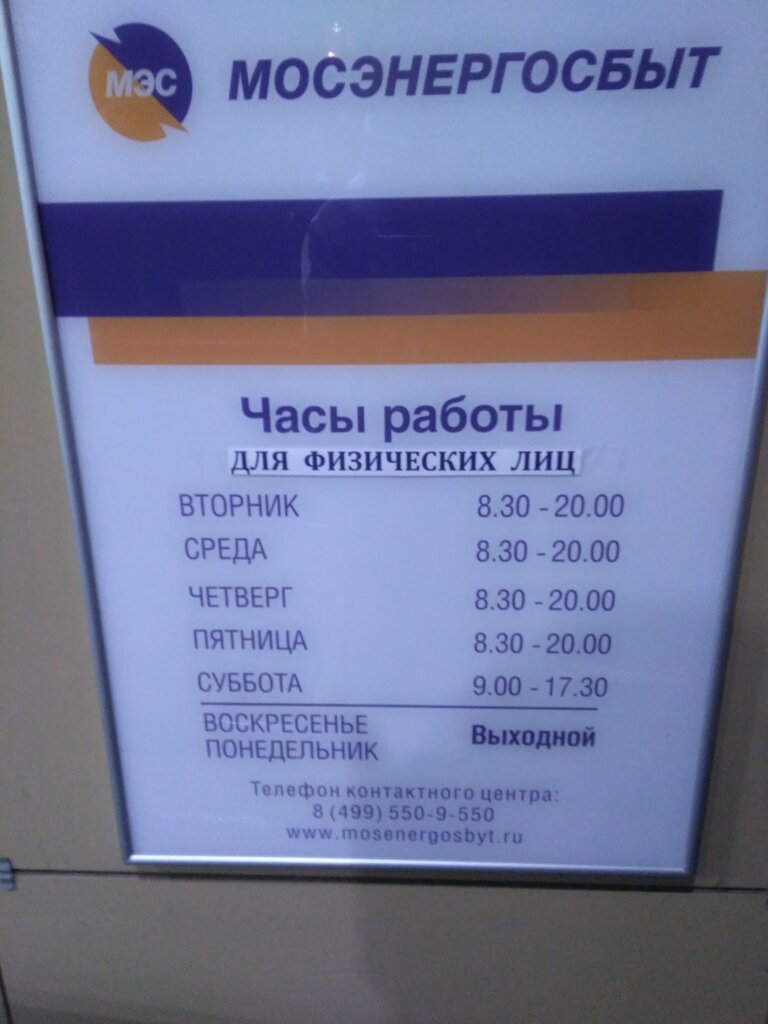 МЭС МОСЭНЕРГОСБЫТ
Часы работы
ДЛЯ ФИЗИЧЕСКИХ ЛИЦ
ВТОРНИК 8.30 - 20.00
СРЕДА 8.30 - 20.00
ЧЕТВЕРГ 8.30 - 20.00
ПЯТНИЦА 8.30 - 20.00
СУББОТА 9.00 - 17.30
ВОСКРЕСЕНЬЕ
ПОНЕДЕЛЬНИК Выходной
Телефон контактного центра:
8 (499) 550-9-550
www.mosenergosbyt.ru